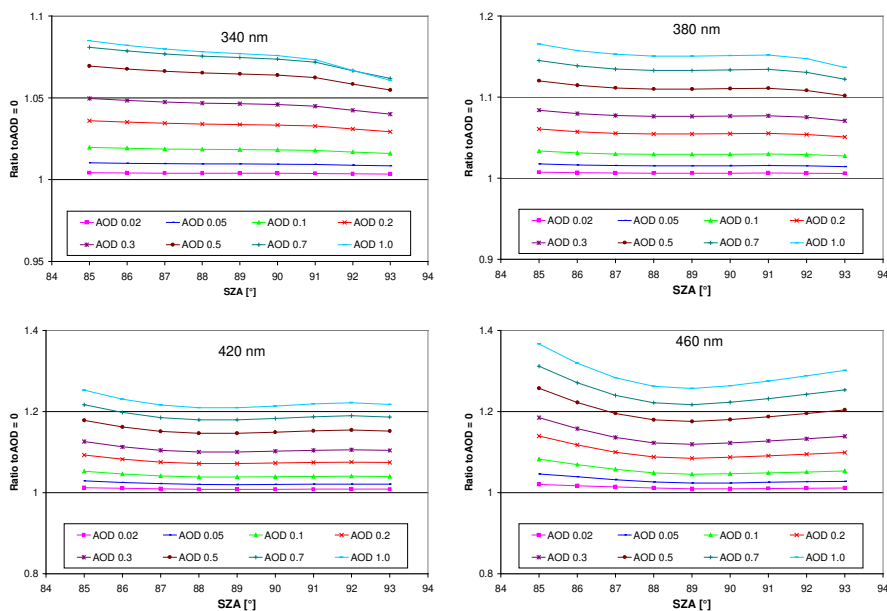 340 nm
Ratio to AOD = 0
1.1
1.05
1
0.95
AOD 0.02 AOD 0.05 AOD 0.1 AOD 0.2
AOD 0.3 AOD 0.5 AOD 0.7 AOD 1.0
84 85 86 87 88 89 90 91 92 93 94
SZA [°]
380 nm
Ratio to AOD = 0
1.2
1.1
1
0.9
AOD 0.02 AOD 0.05 AOD 0.1 AOD 0.2
AOD 0.3 AOD 0.5 AOD 0.7 AOD 1.0
84 85 86 87 88 89 90 91 92 93 94
SZA [°]
420 nm
Ratio to AOD = 0
1.4
1.2
1
0.8
AOD 0.02 AOD 0.05 AOD 0.1 AOD 0.2
AOD 0.3 AOD 0.5 AOD 0.7 AOD 1.0
84 85 86 87 88 89 90 91 92 93 94
SZA [°]
460 nm
Ratio to AOD = 0
1.4
1.2
1
0.8
AOD 0.02 AOD 0.05 AOD 0.1 AOD 0.2
AOD 0.3 AOD 0.5 AOD 0.7 AOD 1.0
84 85 86 87 88 89 90 91 92 93 94
SZA [°]